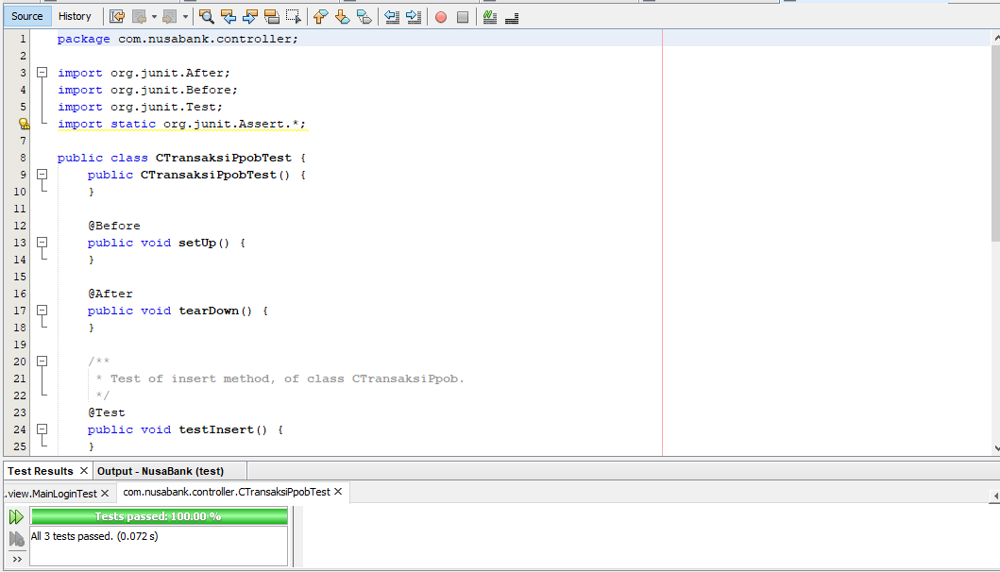 Source History
1 package com.nusabank.controller;
2
3 import org.junit.After;
4 import org.junit.Before;
5 import org.junit.Test;
import static org.junit.Assert.*;
7
8 public class CTransaksiPpobTest {
9 public CTransaksiPpobTest() {
10 }
11
12 @Before
13 public void setUp() {
14 }
15
16 @After
17 public void tearDown() {
18 }
19
20 /**
21 * Test of insert method, of class CTransaksiPpob.
22 */
23 @Test
24 public void testInsert() {
25 }
Test Results Output - NusaBank (test)
.view.MainLoginTest com.nusabank.controller.CTransaksiPpobTest
Tests passed: 100.00 %
All 3 tests passed. (0.072 s)
>>